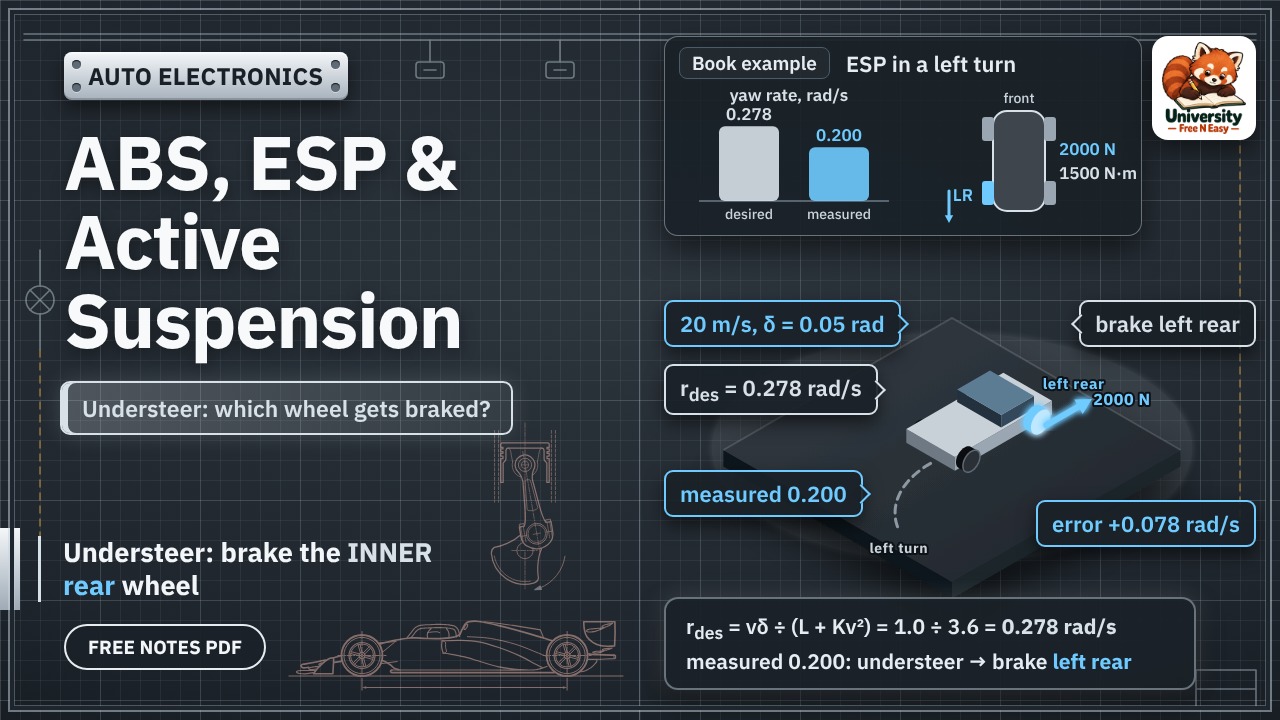 AUTO ELECTRONICS
ABS, ESP &
Active
Suspension
Understeer: which wheel gets braked?
Understeer: brake the INNER
rear wheel
FREE NOTES PDF
Book example
ESP in a left turn
yaw rate, rad/s
0.278
0.200
desired
measured
front
2000 N
1500 N·m
LR
University
Free N Easy
20 m/s, δ = 0.05 rad
brake left rear
r_des = 0.278 rad/s
left rear
2000 N
measured 0.200
error +0.078 rad/s
left turn
r_des = vδ ÷ (L + Kv²) = 1.0 ÷ 3.6 = 0.278 rad/s
measured 0.200: understeer → brake left rear